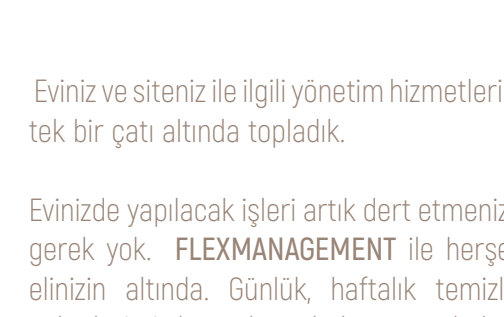 Eviniz ve siteniz ile ilgili yönetim hizmetleri
tek bir çatı altında topladık.
Evinizde yapılacak işleri artık dert etmeniz
gerek yok. FLEXMANAGEMENT ile herşe
elinizin altında. Günlük, haftalık temizl